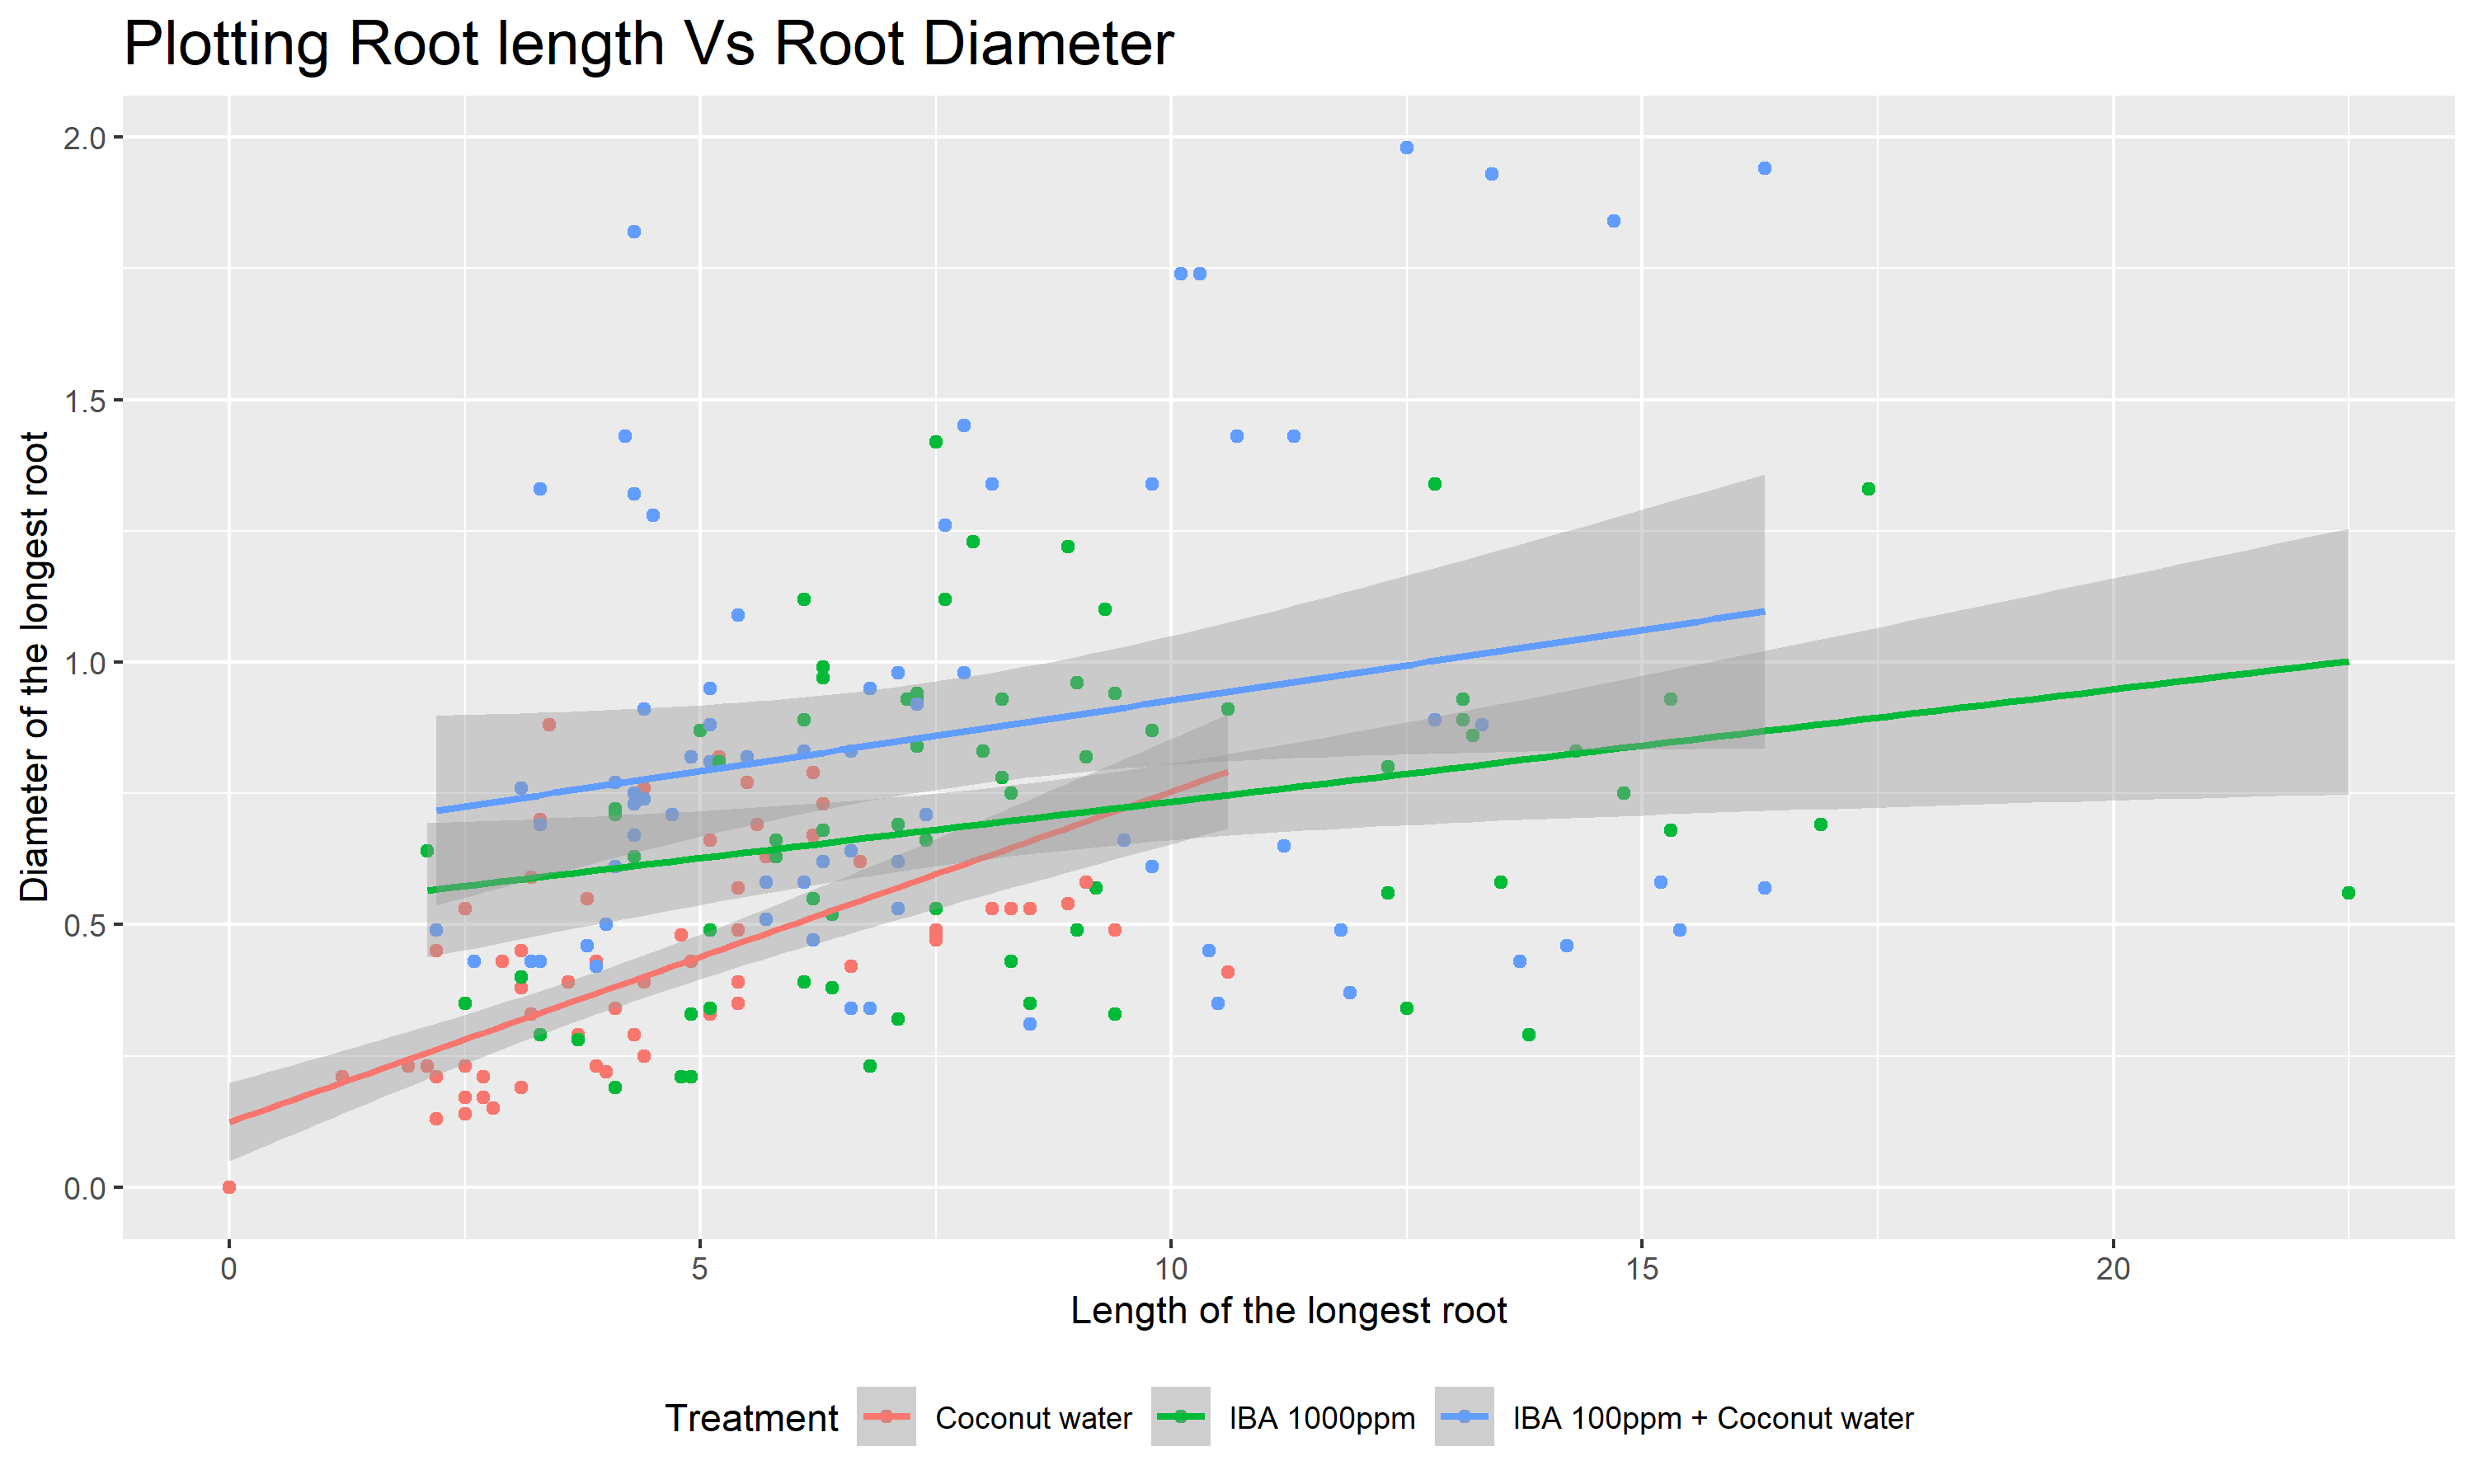 Plotting Root length Vs Root Diameter
2.0
1.5
1.0
0.5
0.0
Diameter of the longest root
0 5 10 15 20
Length of the longest root
Treatment Coconut water IBA 1000ppm IBA 100ppm + Coconut water